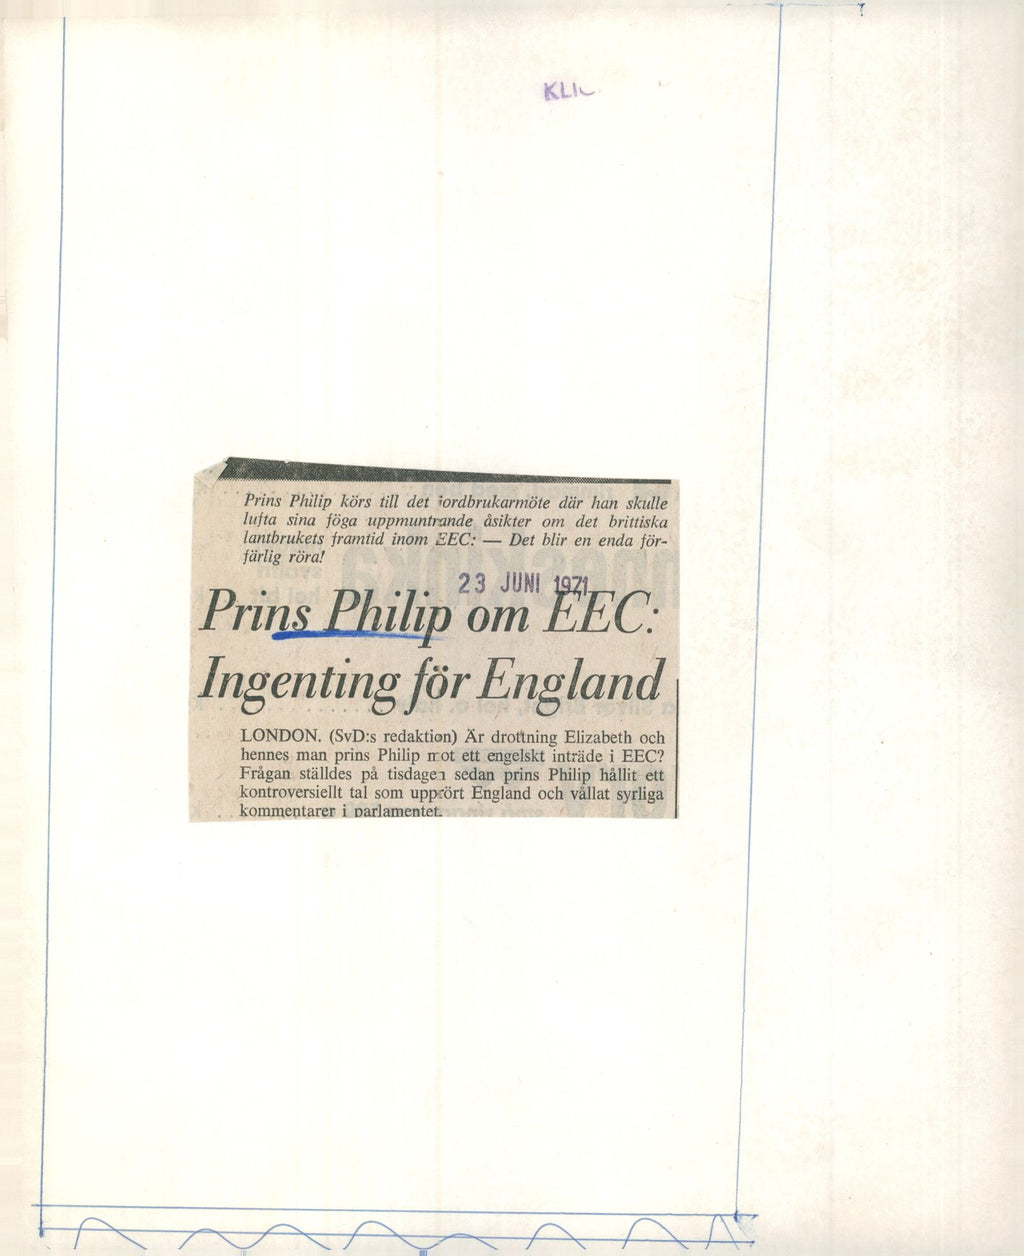 Prins Philip körs till det jordbrukarmöte där han skulle
lufta sina föga uppmuntrande åsikter om det brittiska
lantbrukets framtid inom EEC: — Det blir en enda för-
färlig röra!
23 JUNI 1971
Prins Philip om EEC:
Ingenting för England
LONDON. (SvD:s redaktion) Är drottning Elizabeth och
hennes man prins Philip mot ett engelskt inträde i EEC?
Frågan ställdes på tisdagen sedan prins Philip hållit ett
kontroversiellt tal som upprört England och vållat syrliga
kommentarer i parlamentet.